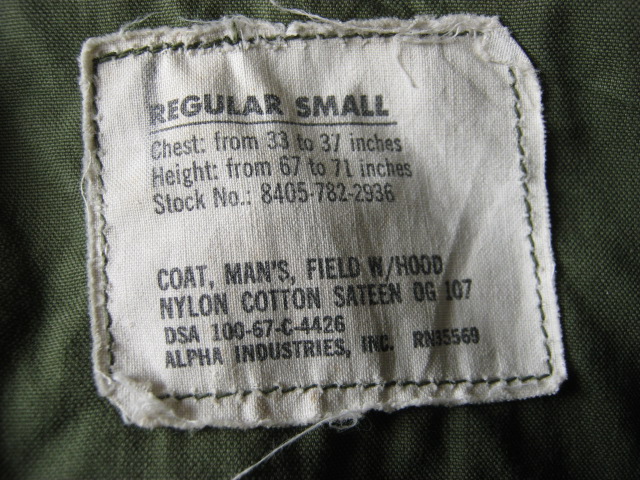 REGULAR SMALL
Chest: from 33 to 37 inches
Height: from 67 to 71 inches
Stock No.: 8405-782-2936
COAT, MAN'S, FIELD W/HOOD
NYLON COTTON SATEEN OG 107
DSA 100-67-C-4426
ALPHA INDUSTRIES, INC. RN35569